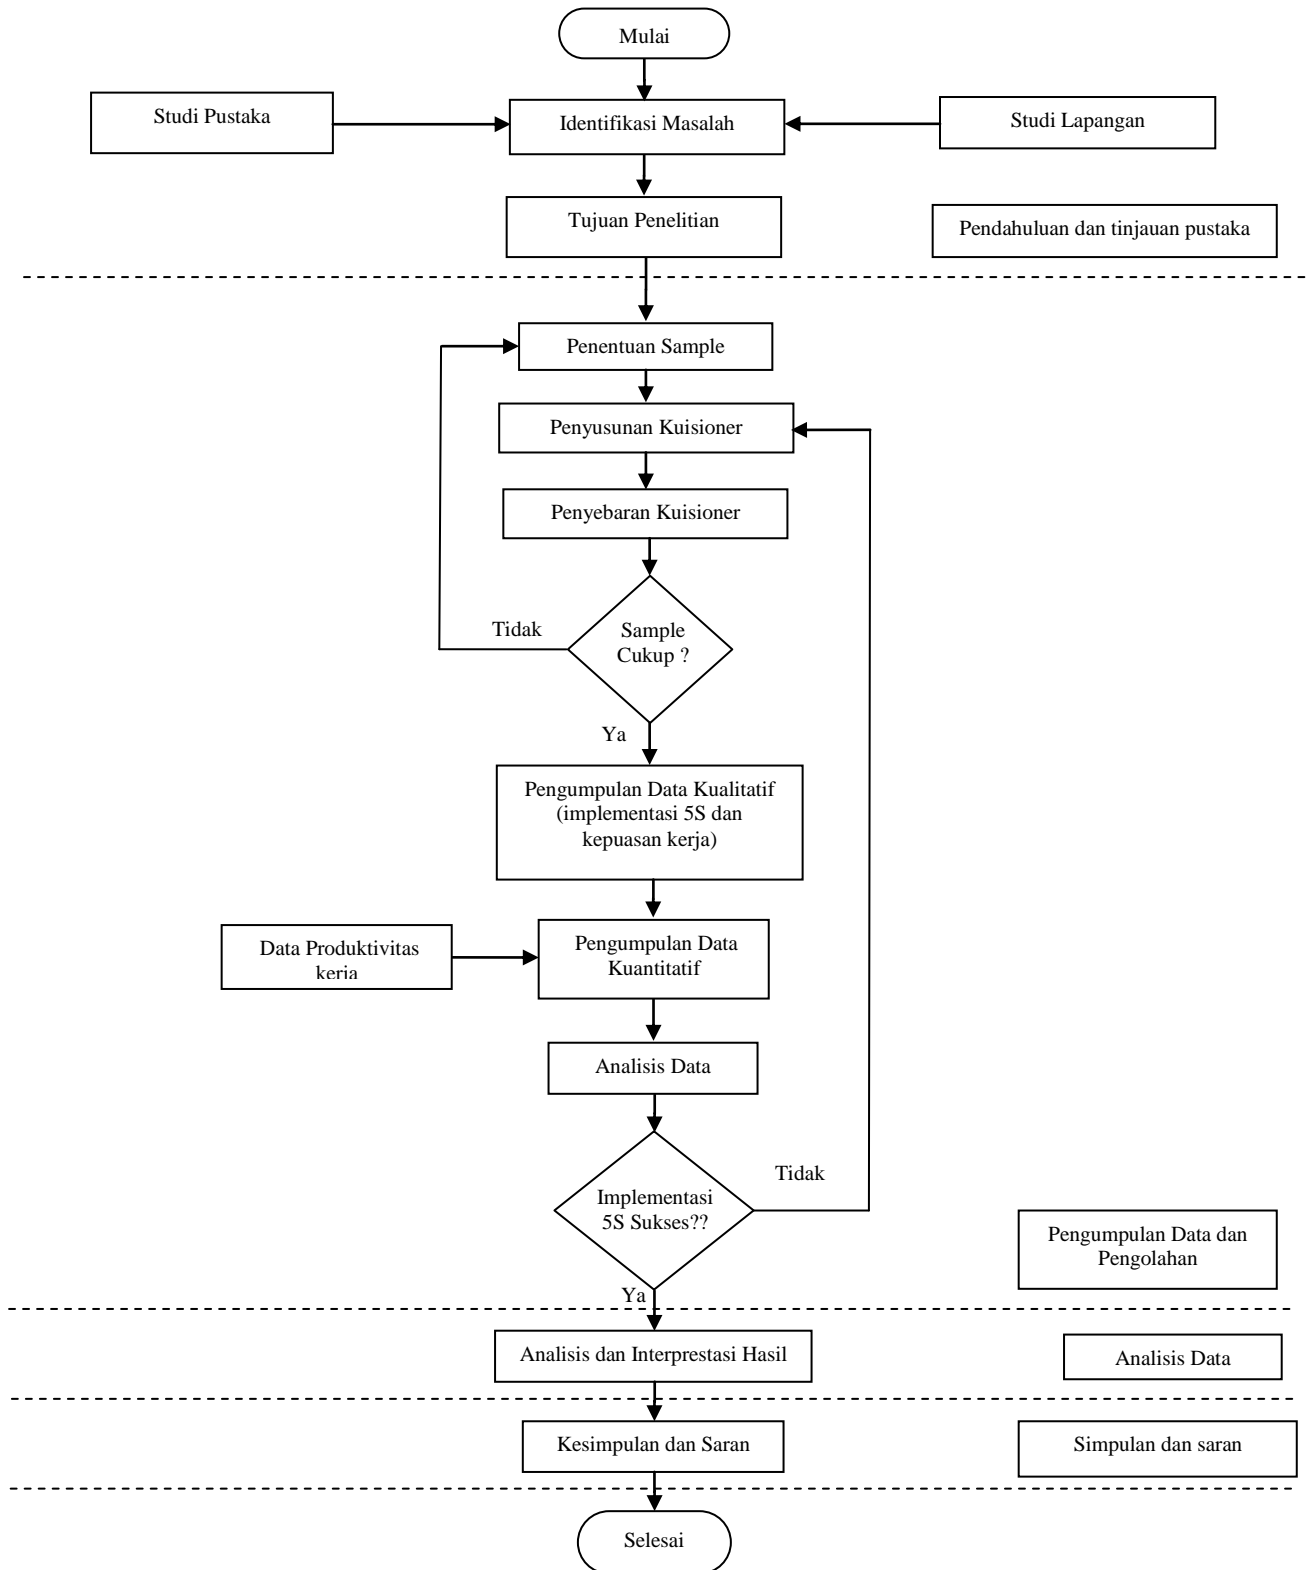 Mulai
Studi Pustaka
Identifikasi Masalah
Studi Lapangan
Tujuan Penelitian
Pendahuluan dan tinjauan pustaka
Penentuan Sample
Penyusunan Kuisioner
Penyebaran Kuisioner
Tidak
Sample
Cukup ?
Ya
Pengumpulan Data Kualitatif
(implementasi 5S dan
kepuasan kerja)
Data Produktivitas
kerja
Pengumpulan Data
Kuantitatif
Analisis Data
Tidak
Implementasi
5S Sukses??
Pengumpulan Data dan
Pengolahan
Ya
Analisis dan Interprestasi Hasil
Analisis Data
Kesimpulan dan Saran
Simpulan dan saran
Selesai